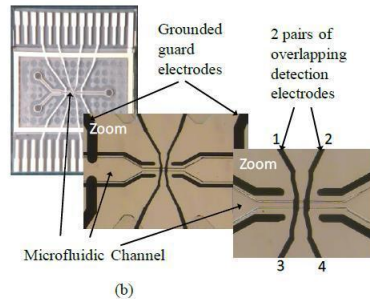 Grounded
guard
electrodes
2 pairs of
overlapping
detection
electrodes
Zoom
1
2
Zoom
3
4
Microfluidic Channel
(b)